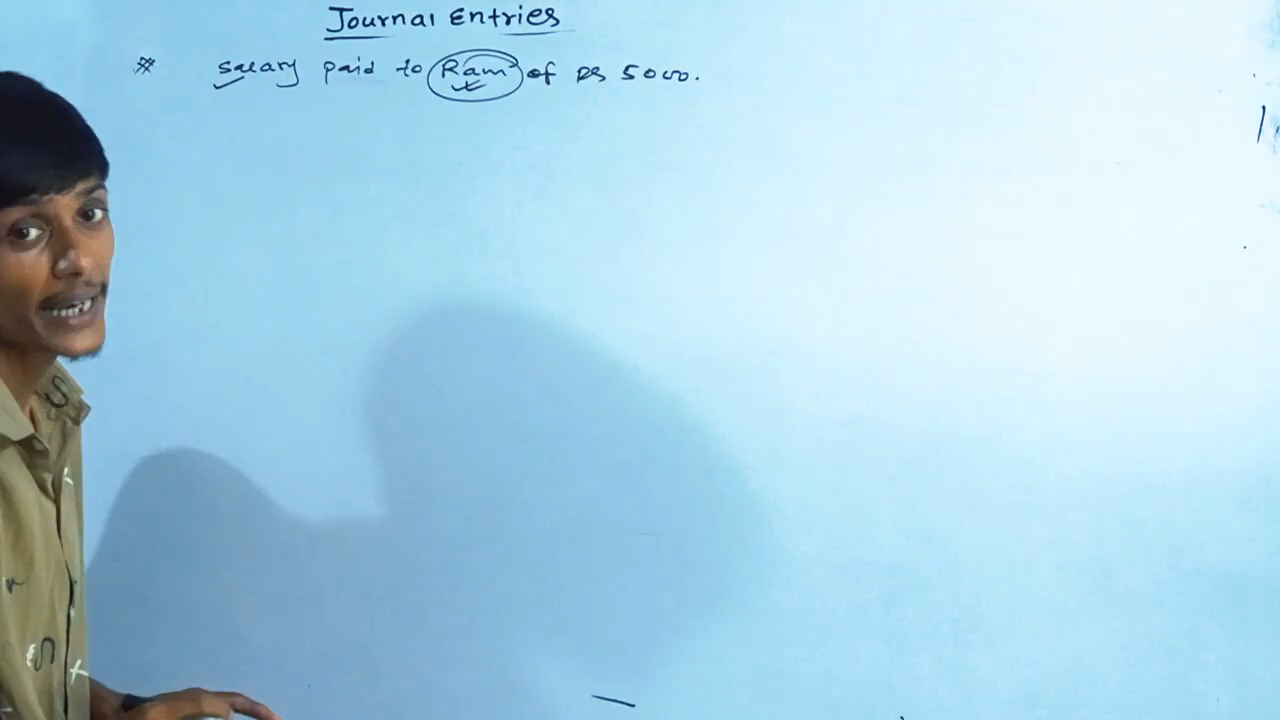 Journal Entries
* Salary paid to Ram of Rs 5000.